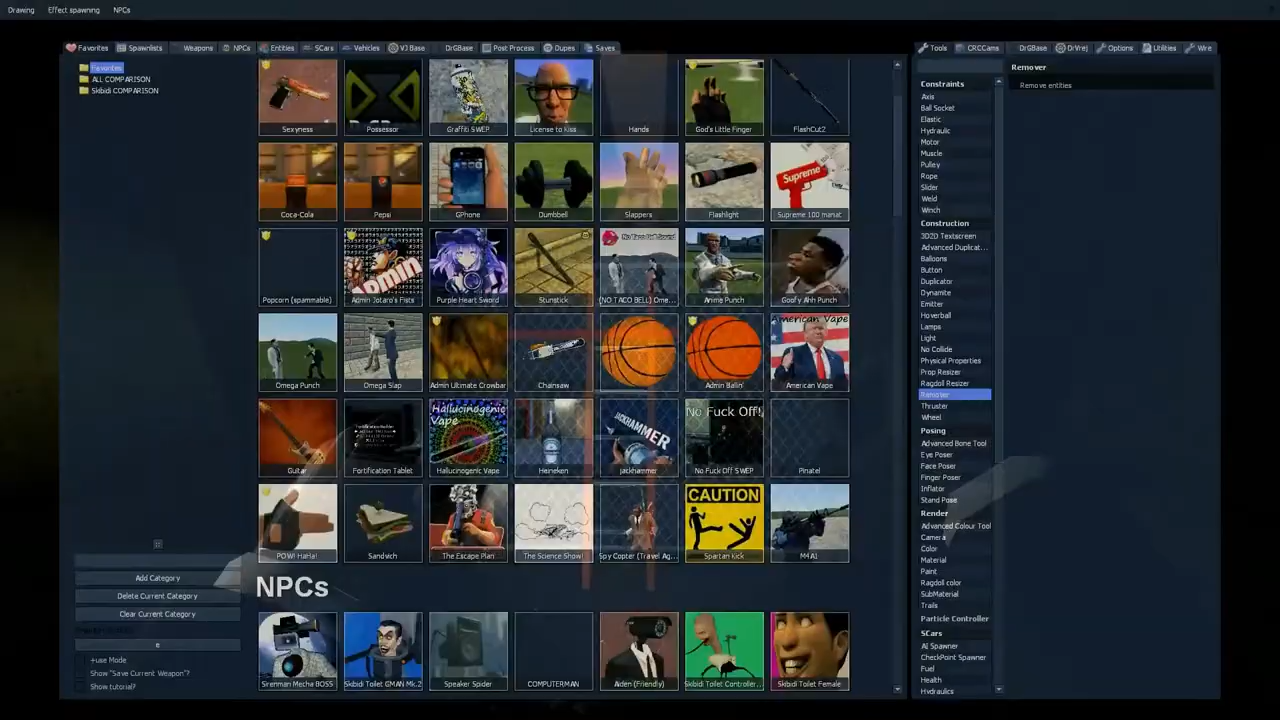 Drawing Effect spawning NPCs
Favorites Spawnlists Weapons NPCs Entities SCars Vehicles VJ Base DrGBase Post Process Dupes Saves
Favorites
ALL COMPARISON
Skibidi COMPARISON
Sexyness Possessor Graffiti SWEP License to Kiss Hands God's Little Finger FlashCut2
Supreme
Coca-Cola Pepsi GPhone Dumbbell Slappers Flashlight Supreme 100 manat
Popcorn (spammable) Admin Jotaro's Fists Purple Heart Sword Stunstick (NO TACO BELL) Ome... Anime Punch Goofy Ahh Punch
American Vape
Omega Punch Omega Slap Admin Ultimate Crowbar Chainsaw Admin Ballin' American Vape
Hallucinogenic Vape
JACKHAMMER
No Fuck Off!
Guitar Fortification Tablet Hallucinogenic Vape Heineken Jackhammer No Fuck Off SWEP Pinatel
CAUTION
POW! HaHa! Sandvich The Escape Plan The Science Show! Spy Copter (Travel Ag... Spartan Kick M4A1
NPCs
Sirenman Mecha BOSS Skibidi Toilet GMAN Mk.2 Speaker Spider COMPUTERMAN Aiden (Friendly) Skibidi Toilet Controller... Skibidi Toilet Female
Add Category
Delete Current Category
Clear Current Category
e
+use Mode
Show "Save Current Weapon"?
Show tutorial?
Tools CRCCams DrGBase DrVrej Options Utilities Wire
Constraints
Axis
Ball Socket
Elastic
Hydraulic
Motor
Muscle
Pulley
Rope
Slider
Weld
Winch
Construction
3D2D Textscreen
Advanced Duplicat...
Balloons
Button
Duplicator
Dynamite
Emitter
Hoverball
Lamps
Light
No Collide
Physical Properties
Prop Resizer
Ragdoll Resizer
Remover
Thruster
Wheel
Posing
Advanced Bone Tool
Eye Poser
Face Poser
Finger Poser
Inflator
Stand Pose
Render
Advanced Colour Tool
Camera
Color
Material
Paint
Ragdoll color
SubMaterial
Trails
Particle Controller
SCars
AI Spawner
CheckPoint Spawner
Fuel
Health
Hydraulics
Remover
Remove entities